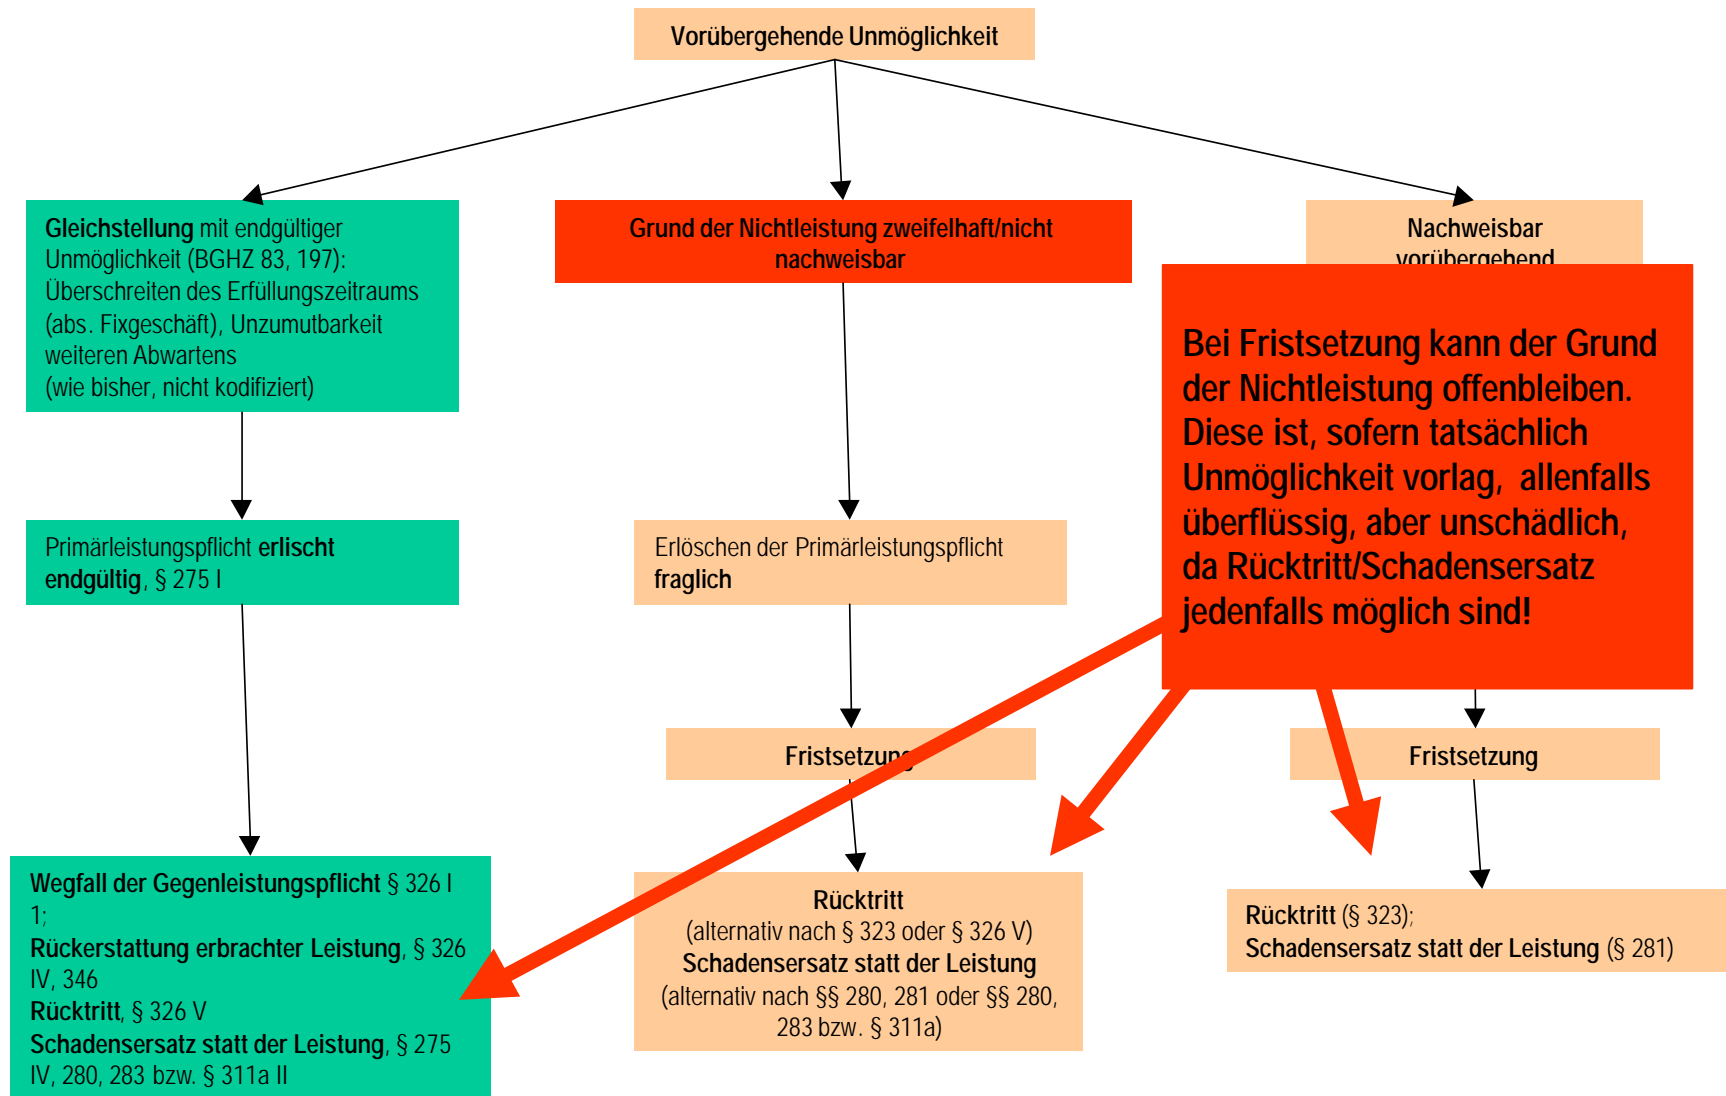 Vorübergehende Unmöglichkeit
Gleichstellung mit endgültiger
Unmöglichkeit (BGHZ 83, 197):
Überschreiten des Erfüllungszeitraums
(abs. Fixgeschäft), Unzumutbarkeit
weiteren Abwartens
(wie bisher, nicht kodifiziert)
Grund der Nichtleistung zweifelhaft/nicht
nachweisbar
Nachweisbar
vorübergehend
Bei Fristsetzung kann der Grund
der Nichtleistung offenbleiben.
Diese ist, sofern tatsächlich
Unmöglichkeit vorlag, allenfalls
überflüssig, aber unschädlich,
da Rücktritt/Schadensersatz
jedenfalls möglich sind!
Primärleistungspflicht erlischt
endgültig, § 275 I
Erlöschen der Primärleistungspflicht
fraglich
Fristsetzung
Fristsetzung
Wegfall der Gegenleistungspflicht § 326 I
1;
Rückerstattung erbrachter Leistung, § 326
IV, 346
Rücktritt, § 326 V
Schadensersatz statt der Leistung, § 275
IV, 280, 283 bzw. § 311a II
Rücktritt
(alternativ nach § 323 oder § 326 V)
Schadensersatz statt der Leistung
(alternativ nach §§ 280, 281 oder §§ 280,
283 bzw. § 311a)
Rücktritt (§ 323);
Schadensersatz statt der Leistung (§ 281)